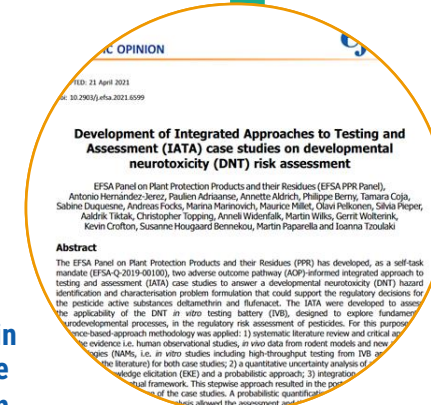 IC OPINION
TED: 21 April 2021
doi: 10.2903/j.efsa.2021.6599
Development of Integrated Approaches to Testing and
Assessment (IATA) case studies on developmental
neurotoxicity (DNT) risk assessment
EFSA Panel on Plant Protection Products and their Residues (EFSA PPR Panel),
Antonio Hernández-Jerez, Paulien Adriaanse, Annette Aldrich, Philippe Berny, Tamara Coja,
Sabine Duquesne, Andreas Focks, Marina Marinovich, Maurice Millet, Olavi Pelkonen, Silvia Pieper,
Aaldrik Tiktak, Christopher Topping, Anneli Widenfalk, Martin Wilks, Gerrit Wolterink,
Kevin Crofton, Susanne Hougaard Bennekou, Martin Paparella and Ioanna Tzoulaki
Abstract
The EFSA Panel on Plant Protection Products and their Residues (PPR) has developed, as a self-task
mandate (EFSA-Q-2019-00100), two adverse outcome pathway (AOP)-informed integrated approach to
testing and assessment (IATA) case studies to answer a developmental neurotoxicity (DNT) hazard
identification and characterisation problem formulation that could support the regulatory decisions for
the pesticide active substances deltamethrin and flufenacet. The IATA were developed to assess
the applicability of the DNT in vitro testing battery (IVB), designed to explore fundamen
neurodevelopmental processes, in the regulatory risk assessment of pesticides. For this purpose
ence-based approach methodology was applied: 1) systematic literature review and critical ap
the evidence i.e. human observational studies, in vivo data from rodent models and new
logies (NAMs, i.e. in vitro studies including high-throughput testing from IVB an
the literature) for both case studies; 2) a quantitative uncertainty analysis of
wledge elicitation (EKE) and a probabilistic approach; 3) integration
tual framework. This stepwise approach resulted in the post
of the case studies. A probabilistic quantificati
alysis allowed the assessment and
in
e